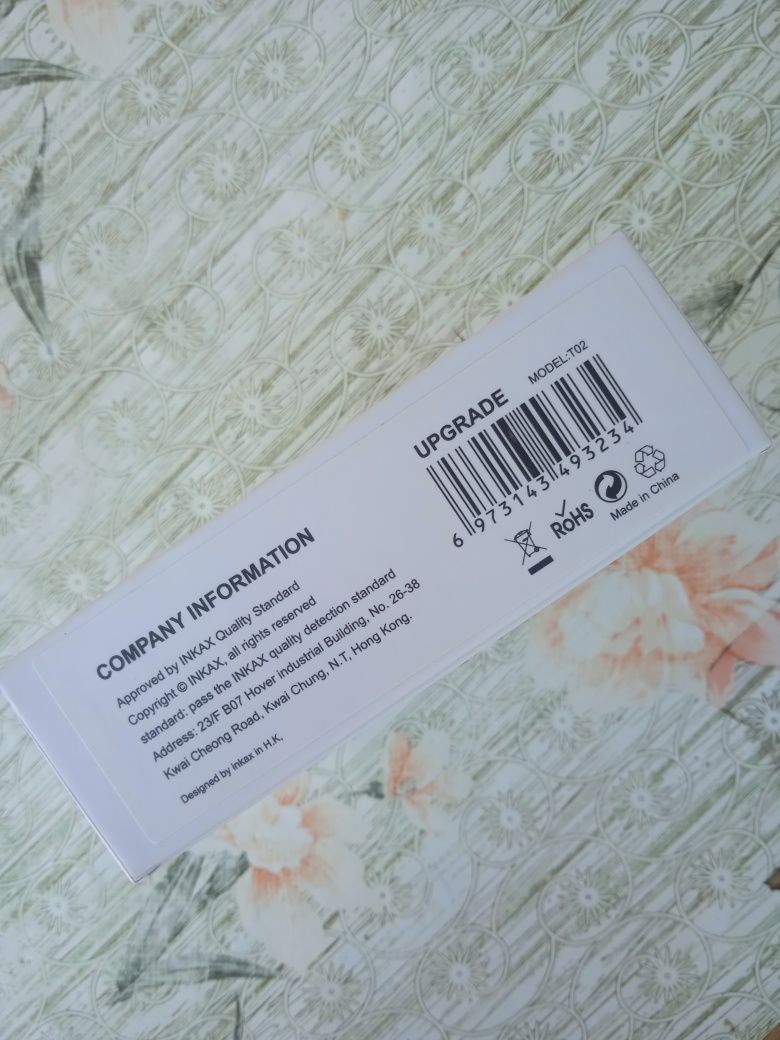 COMPANY INFORMATION
Approved by INKAX Quality Standard
Copyright © INKAX, all rights reserved
standard: pass the INKAX quality detection standard
Address: 23/F B07 Hover industrial Building, No. 26-38
Kwai Cheong Road, Kwai Chung, N.T, Hong Kong.
Designed by inkax in H.K,
UPGRADE
MODEL:T02
6 973143 493234
RoHS
Made in China